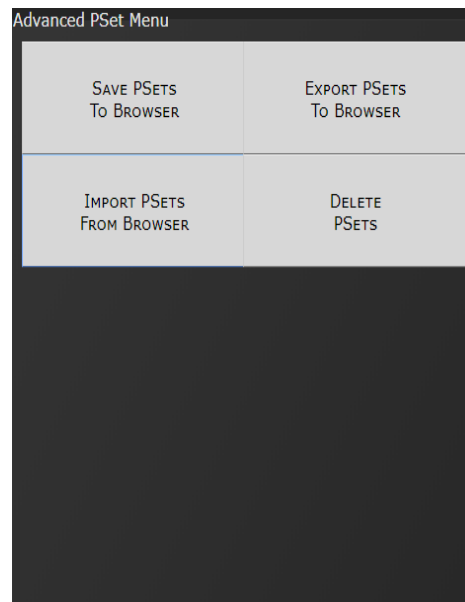 Advanced PSet Menu
Save PSets
To Browser
Export PSets
To Browser
Import PSets
From Browser
Delete
PSets